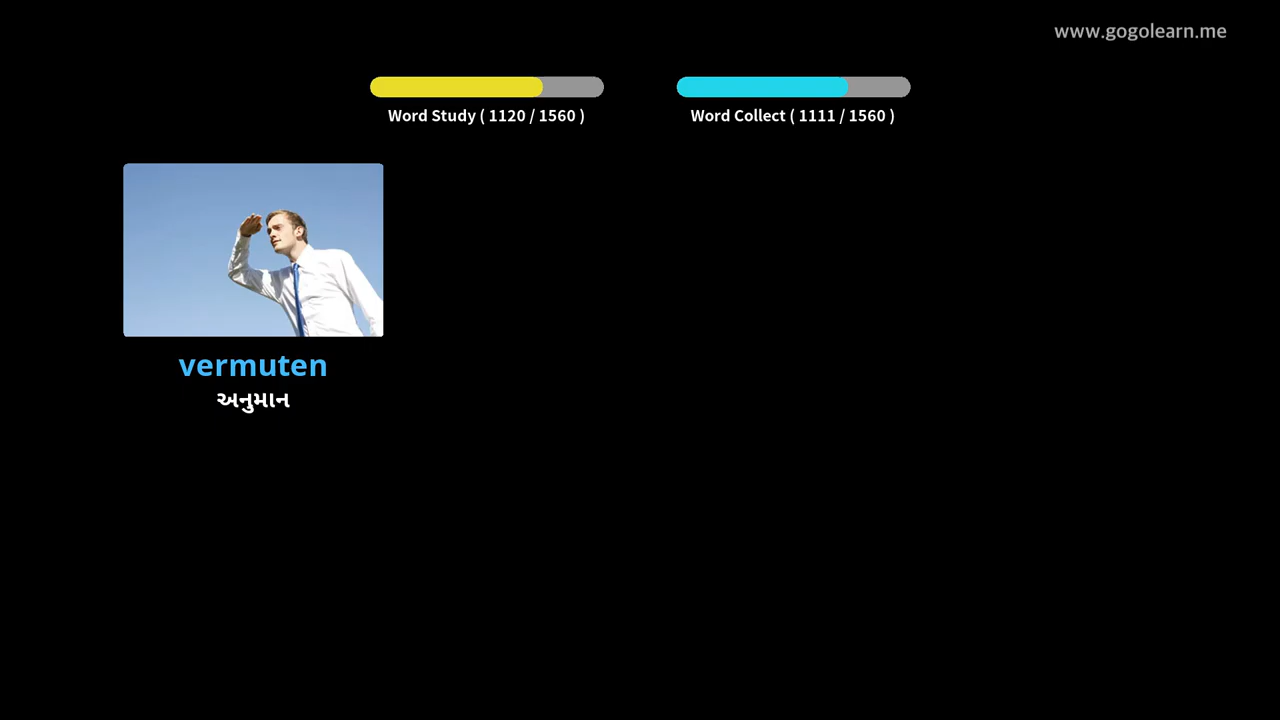 www.gogolearn.me
Word Study ( 1120 / 1560 )
Word Collect ( 1111 / 1560 )
vermuten
અનુમાન